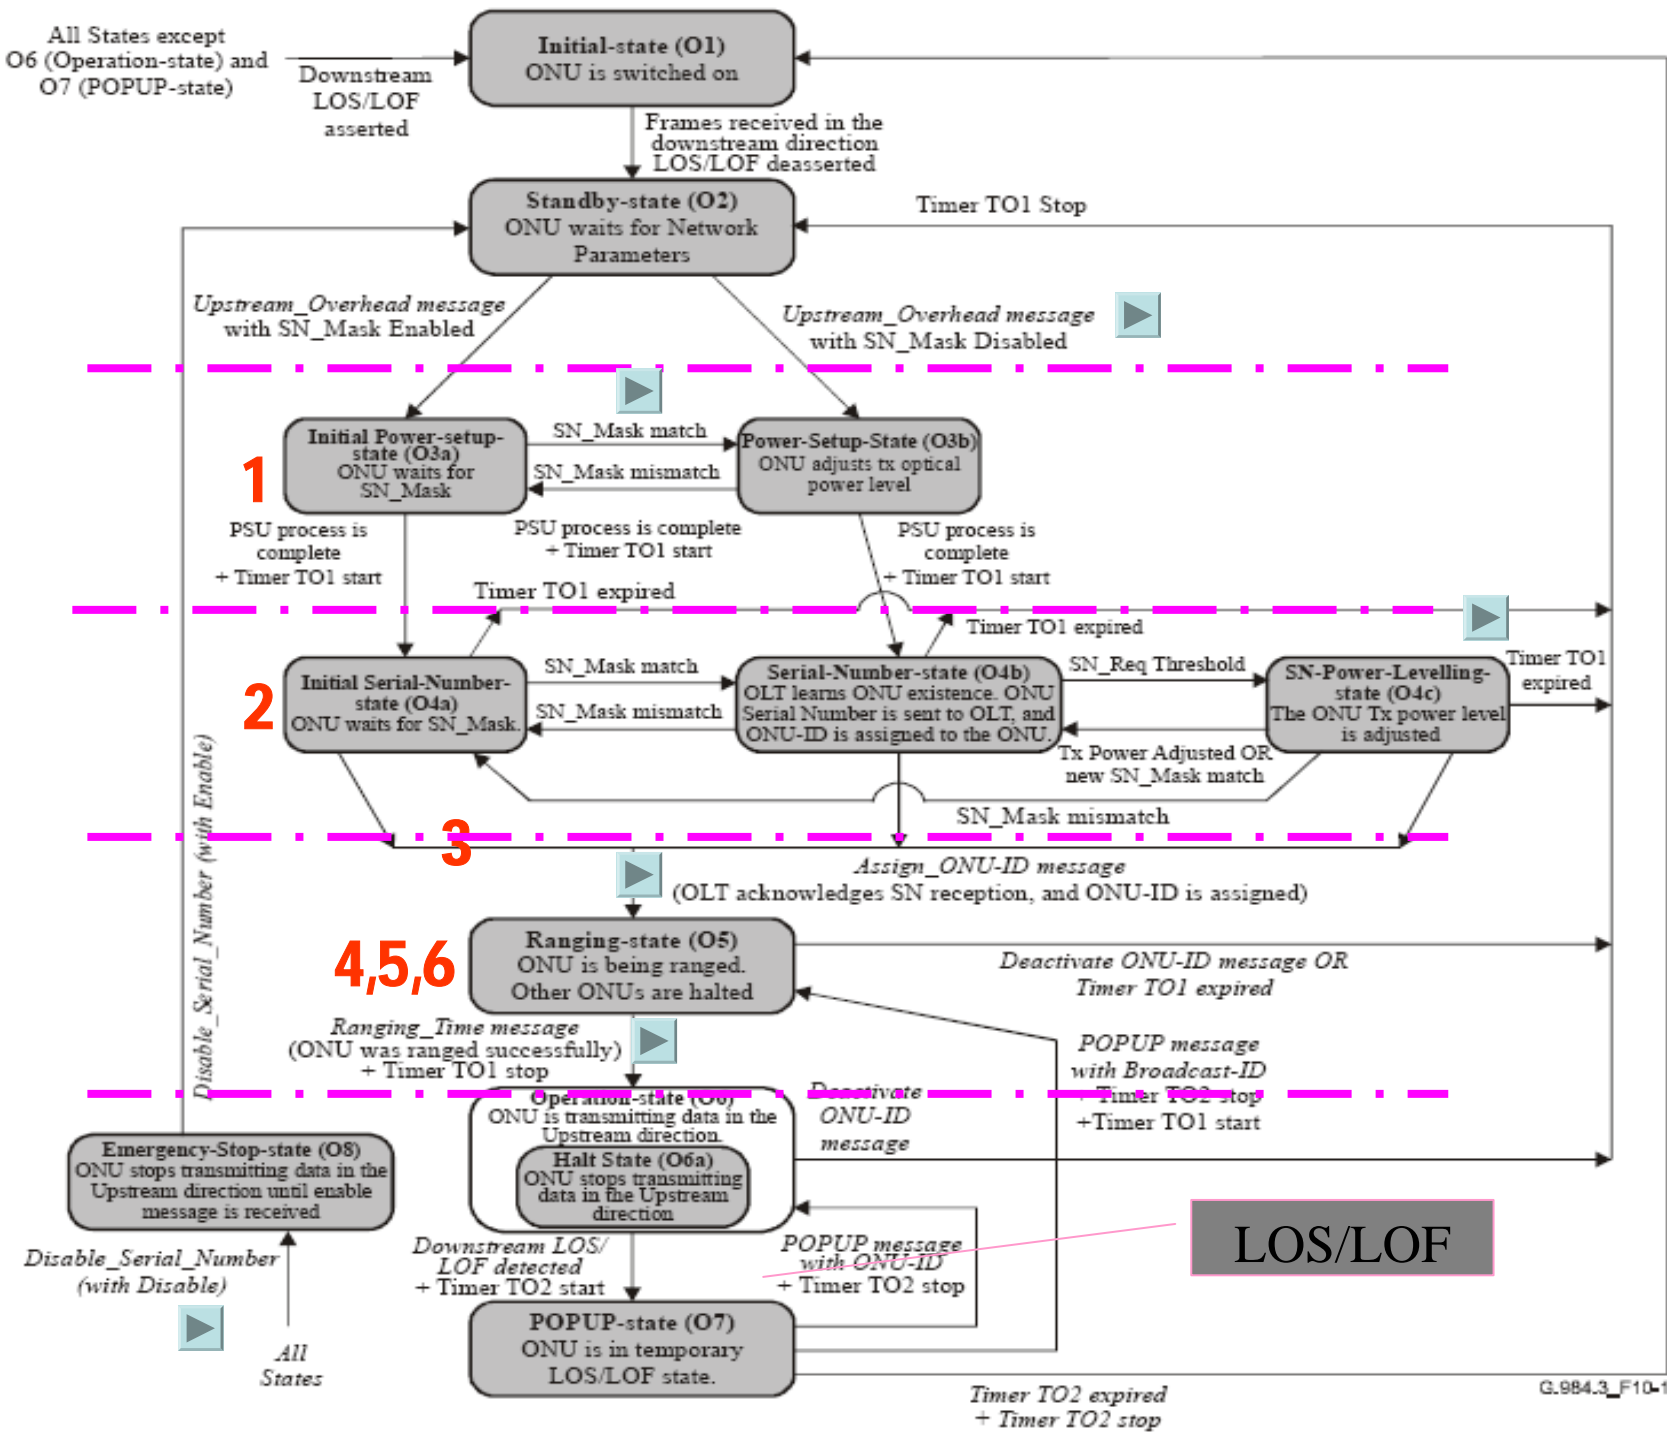 All States except
O6 (Operation-state) and
O7 (POPUP-state)
Downstream
LOS/LOF
asserted
Initial-state (O1)
ONU is switched on
Frames received in the
downstream direction
LOS/LOF deasserted
Standby-state (O2)
ONU waits for Network
Parameters
Timer TO1 Stop
Upstream_Overhead message
with SN_Mask Enabled
Upstream_Overhead message
with SN_Mask Disabled
1
Initial Power-setup-
state (O3a)
ONU waits for
SN_Mask
SN_Mask match
SN_Mask mismatch
Power-Setup-State (O3b)
ONU adjusts tx optical
power level
PSU process is
complete
+ Timer TO1 start
PSU process is complete
+ Timer TO1 start
PSU process is
complete
+ Timer TO1 start
Timer TO1 expired
Timer TO1 expired
2
Initial Serial-Number-
state (O4a)
ONU waits for SN_Mask.
SN_Mask match
SN_Mask mismatch
Serial-Number-state (O4b)
OLT learns ONU existence. ONU
Serial Number is sent to OLT, and
ONU-ID is assigned to the ONU.
SN_Req Threshold
Tx Power Adjusted OR
new SN_Mask match
SN-Power-Levelling-
state (O4c)
The ONU Tx power level
is adjusted
Timer TO1
expired
SN_Mask mismatch
3
Assign_ONU-ID message
(OLT acknowledges SN reception, and ONU-ID is assigned)
Disable_Serial_Number (with Enable)
4,5,6
Ranging-state (O5)
ONU is being ranged.
Other ONUs are halted
Deactivate ONU-ID message OR
Timer TO1 expired
Ranging_Time message
(ONU was ranged successfully)
+ Timer TO1 stop
POPUP message
with Broadcast-ID
+ Timer TO2 stop
+Timer TO1 start
Operation-state (O6)
ONU is transmitting data in the
Upstream direction.
Halt State (O6a)
ONU stops transmitting
data in the Upstream
direction
Deactivate
ONU-ID
message
Emergency-Stop-state (O8)
ONU stops transmitting data in the
Upstream direction until enable
message is received
Disable_Serial_Number
(with Disable)
All
States
Downstream LOS/
LOF detected
+ Timer TO2 start
POPUP message
with ONU-ID
+ Timer TO2 stop
LOS/LOF
POPUP-state (O7)
ONU is in temporary
LOS/LOF state.
Timer TO2 expired
+ Timer TO2 stop
G.984.3_F10-1